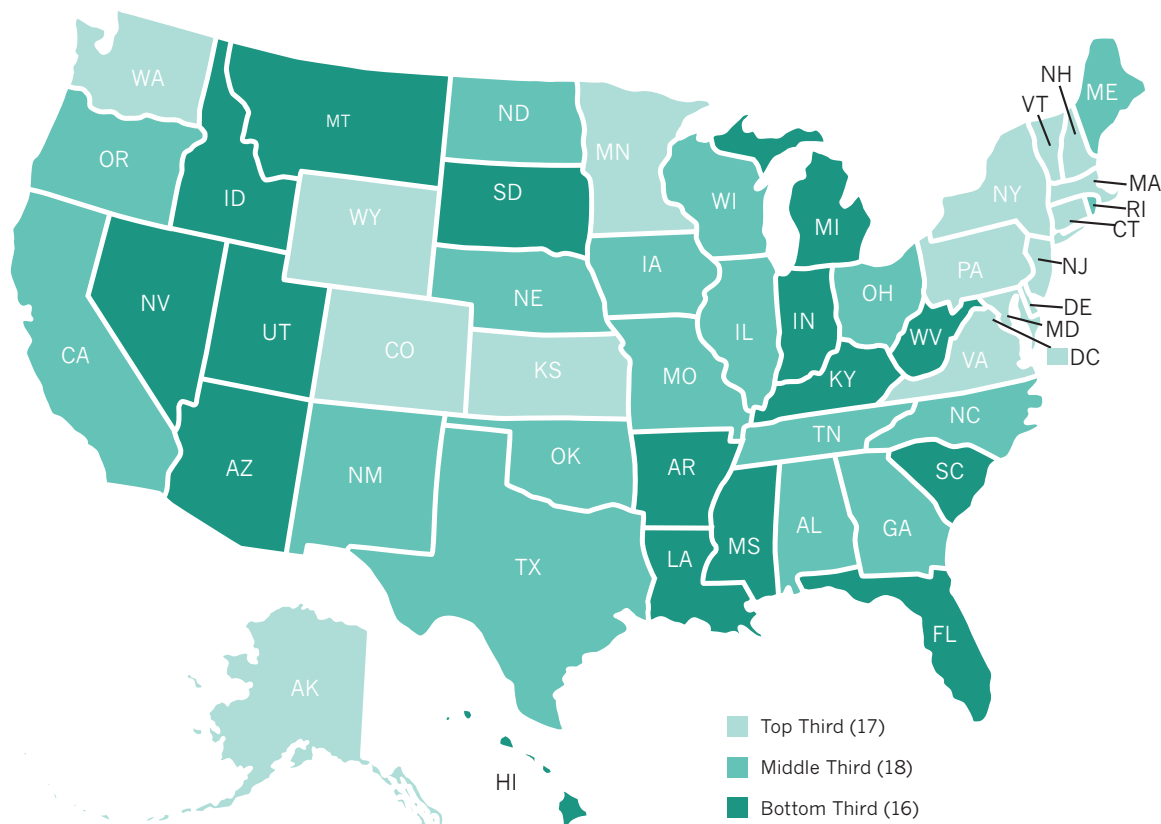 NH
VT
ME
WA
ND
MT
MN
OR
MA
SD
WI
NY
ID
RI
WY
CT
MI
IA
PA
NJ
NE
OH
NV
DE
IN
MD
UT
IL
WV
CO
CA
VA
DC
KS
MO
KY
NC
TN
OK
AZ
AR
SC
NM
AL
GA
MS
LA
TX
FL
AK
Top Third (17)
Middle Third (18)
HI
Bottom Third (16)